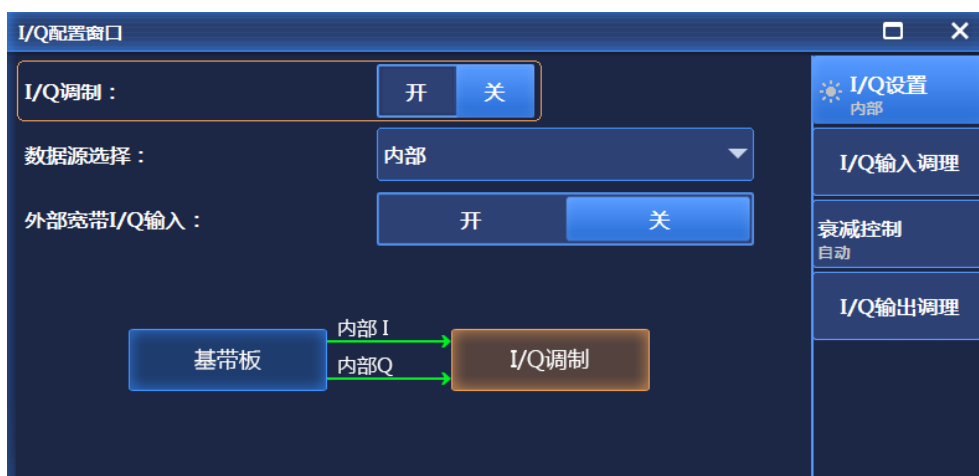 I/Q配置窗口
I/Q调制：
开
关
数据源选择：
内部
外部宽带I/Q输入：
开
关
基带板
内部 I
内部Q
I/Q调制
I/Q设置
内部
I/Q输入调理
衰减控制
自动
I/Q输出调理